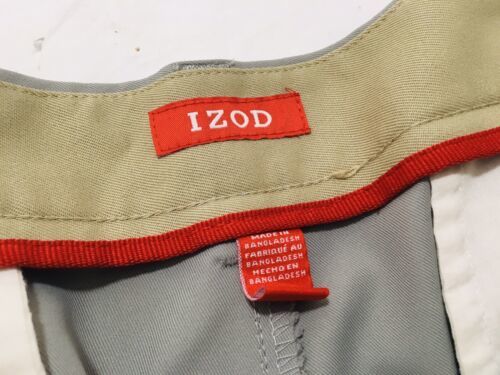 IZOD
MADE IN
BANGLADESH
FABRIQUÉ AU
BANGLADESH
HECHO EN
BANGLADESH